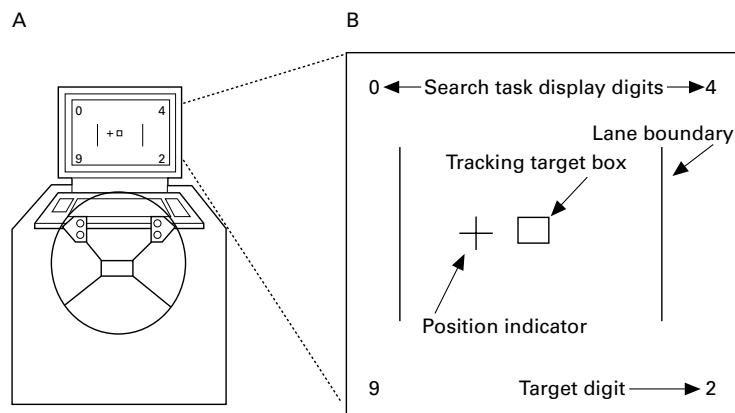 A
B
0 4
9 2
0 Search task display digits 4
Lane boundary
Tracking target box
Position indicator
9 Target digit 2